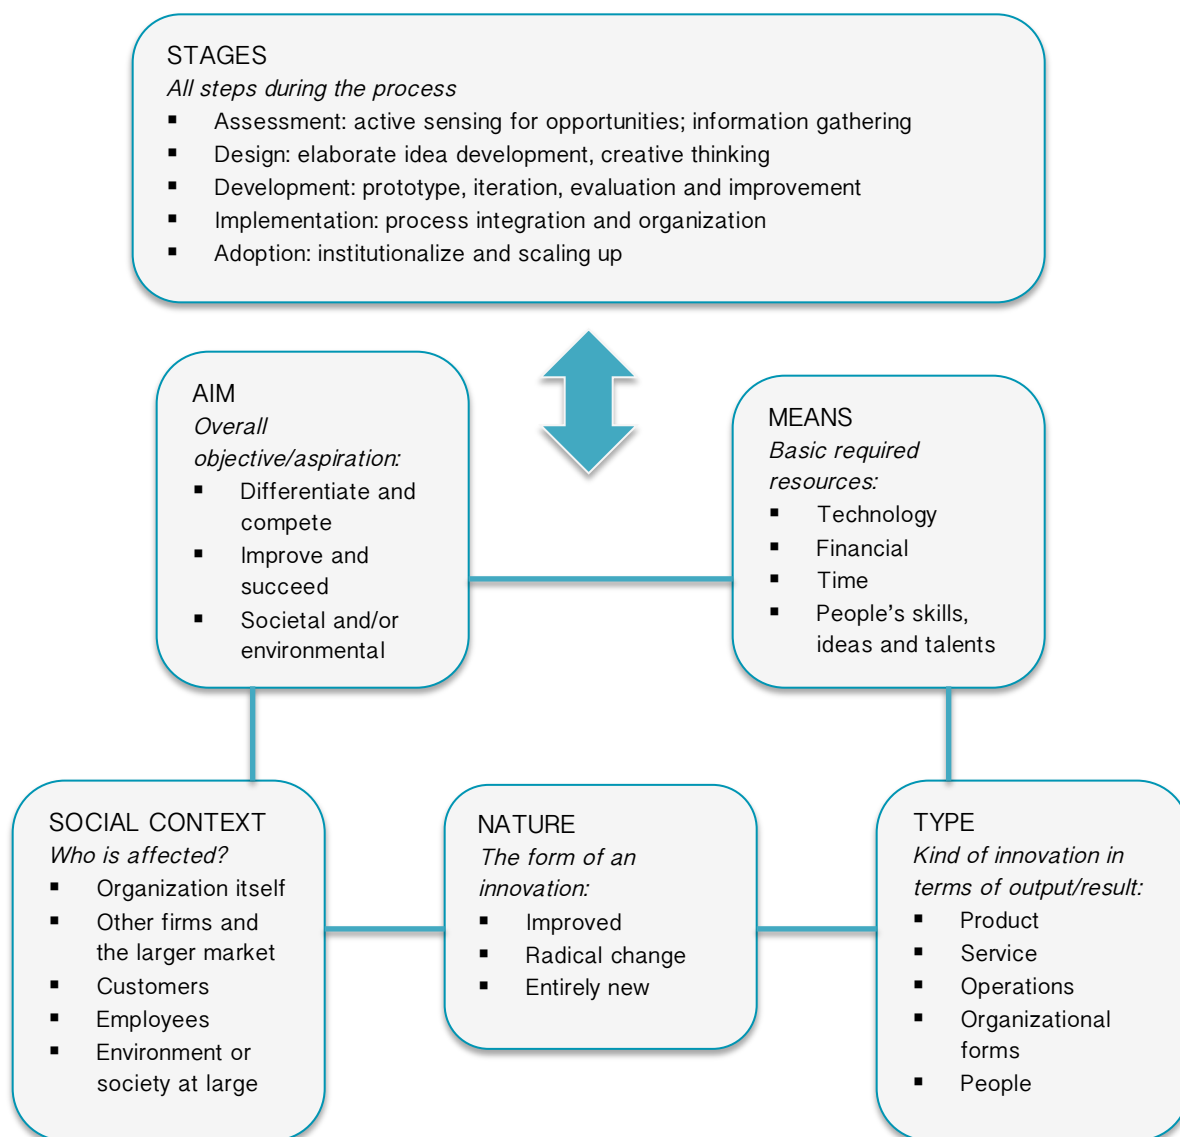 STAGES
All steps during the process
▪ Assessment: active sensing for opportunities; information gathering
▪ Design: elaborate idea development, creative thinking
▪ Development: prototype, iteration, evaluation and improvement
▪ Implementation: process integration and organization
▪ Adoption: institutionalize and scaling up
AIM
Overall
objective/aspiration:
▪ Differentiate and
compete
▪ Improve and
succeed
▪ Societal and/or
environmental
MEANS
Basic required
resources:
▪ Technology
▪ Financial
▪ Time
▪ People’s skills,
ideas and talents
SOCIAL CONTEXT
Who is affected?
▪ Organization itself
▪ Other firms and
the larger market
▪ Customers
▪ Employees
▪ Environment or
society at large
NATURE
The form of an
innovation:
▪ Improved
▪ Radical change
▪ Entirely new
TYPE
Kind of innovation in
terms of output/result:
▪ Product
▪ Service
▪ Operations
▪ Organizational
forms
▪ People